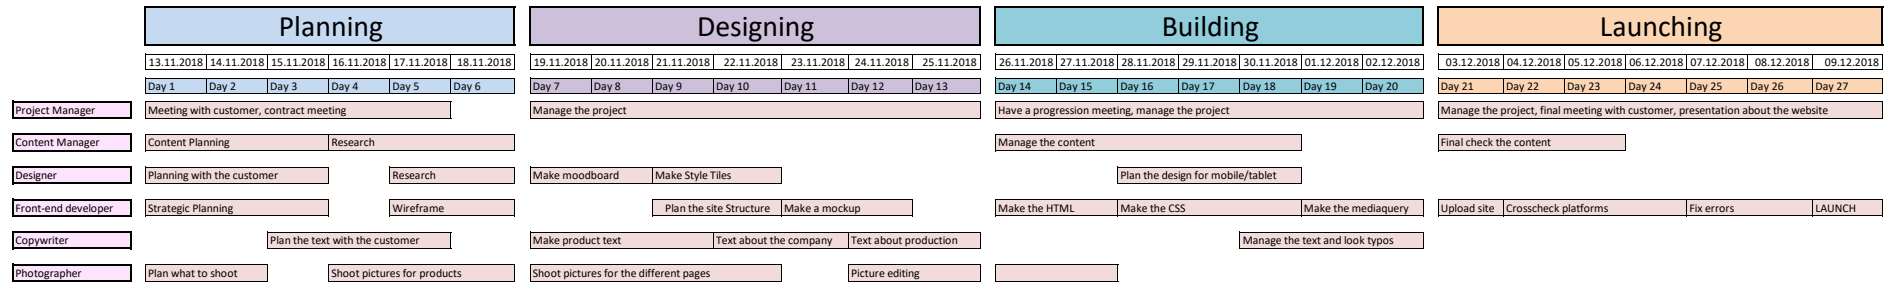 Planning Designing Building Launching
13.11.2018 14.11.2018 15.11.2018 16.11.2018 17.11.2018 18.11.2018 19.11.2018 20.11.2018 21.11.2018 22.11.2018 23.11.2018 24.11.2018 25.11.2018 26.11.2018 27.11.2018 28.11.2018 29.11.2018 30.11.2018 01.12.2018 02.12.2018 03.12.2018 04.12.2018 05.12.2018 06.12.2018 07.12.2018 08.12.2018 09.12.2018
Day 1 Day 2 Day 3 Day 4 Day 5 Day 6 Day 7 Day 8 Day 9 Day 10 Day 11 Day 12 Day 13 Day 14 Day 15 Day 16 Day 17 Day 18 Day 19 Day 20 Day 21 Day 22 Day 23 Day 24 Day 25 Day 26 Day 27
Project Manager Meeting with customer, contract meeting Manage the project Have a progression meeting, manage the project Manage the project, final meeting with customer, presentation about the website
Content Manager Content Planning Research Manage the content Final check the content
Designer Planning with the customer Research Make moodboard Make Style Tiles Plan the design for mobile/tablet
Front-end developer Strategic Planning Wireframe Plan the site Structure Make a mockup Make the HTML Make the CSS Make the mediaquery Upload site Crosscheck platforms Fix errors LAUNCH
Copywriter Plan the text with the customer Make product text Text about the company Text about production Manage the text and look typos
Photographer Plan what to shoot Shoot pictures for products Shoot pictures for the different pages Picture editing